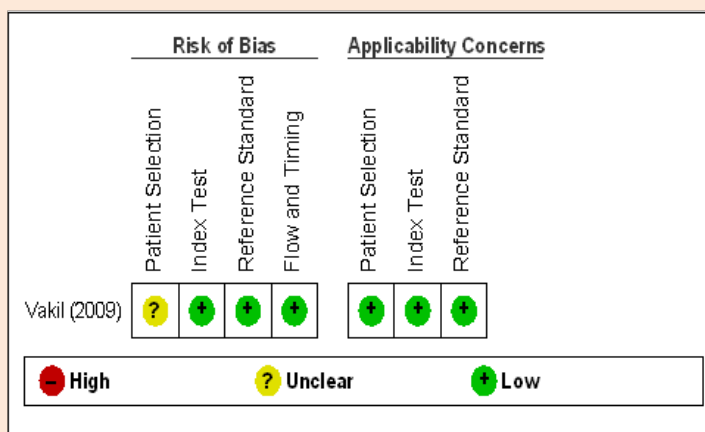 Risk of Bias Applicability Concerns
Patient Selection
Index Test
Reference Standard
Flow and Timing
Patient Selection
Index Test
Reference Standard
Vakil (2009) ? + + + + + +
– High ? Unclear + Low